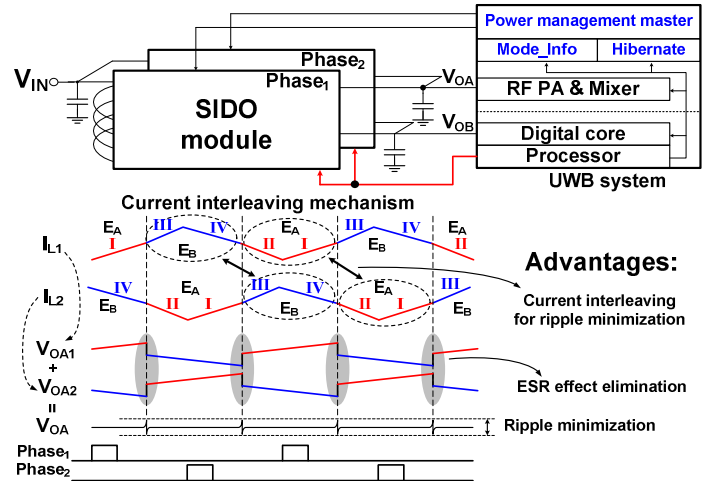 Power management master
Mode_Info
Hibernate
RF PA & Mixer
Digital core
Processor
UWB system
Phase2
Phase1
VIN
SIDO
module
VOA
VOB
Current interleaving mechanism
IL1
EA
I
III
IV
EB
EA
II
I
III
IV
EB
EA
II
IL2
IV
EB
EA
II
I
III
IV
EB
EA
II
I
III
EB
Advantages:
Current interleaving
for ripple minimization
VOA1
+
VOA2
=
VOA
ESR effect elimination
Ripple minimization
Phase1
Phase2